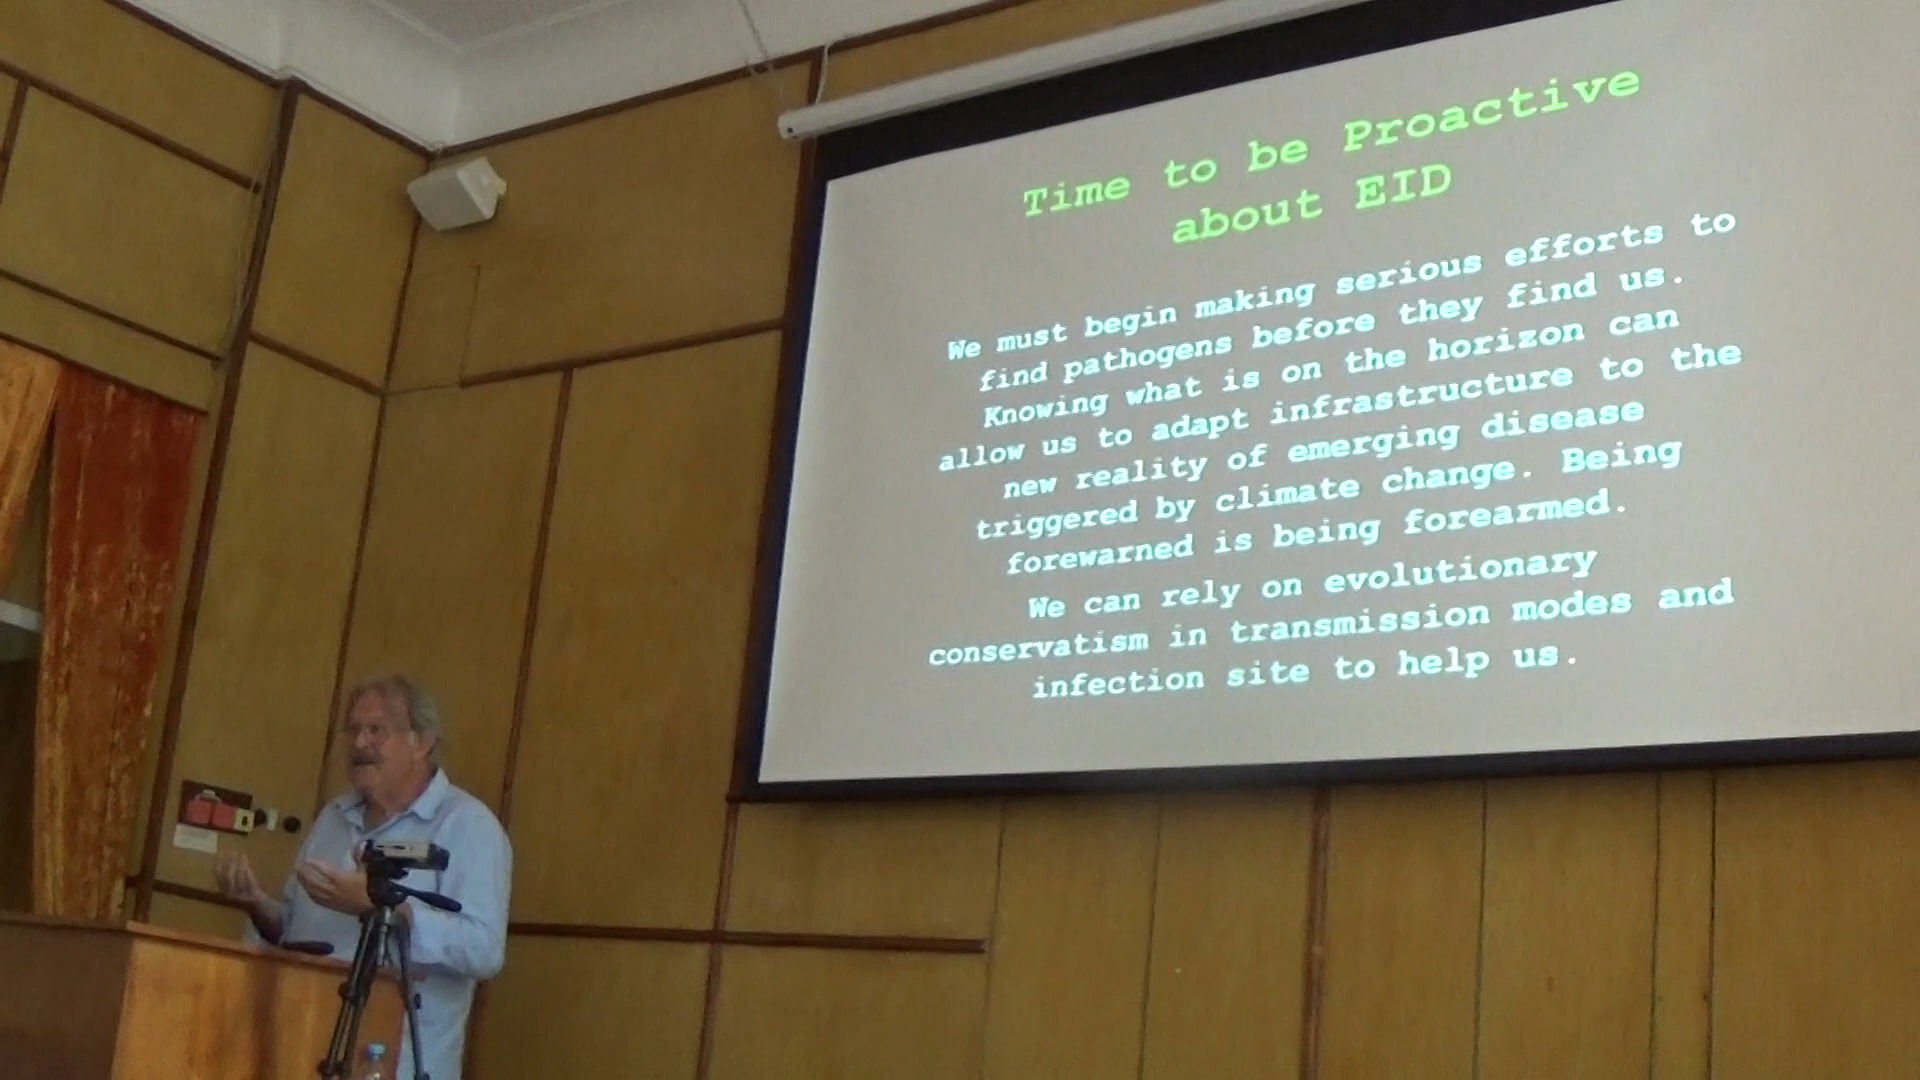 Time to be Proactive
about EID
We must begin making serious efforts to
find pathogens before they find us.
Knowing what is on the horizon can
allow us to adapt infrastructure to the
new reality of emerging disease
triggered by climate change. Being
forewarned is being forearmed.
We can rely on evolutionary
conservatism in transmission modes and
infection site to help us.